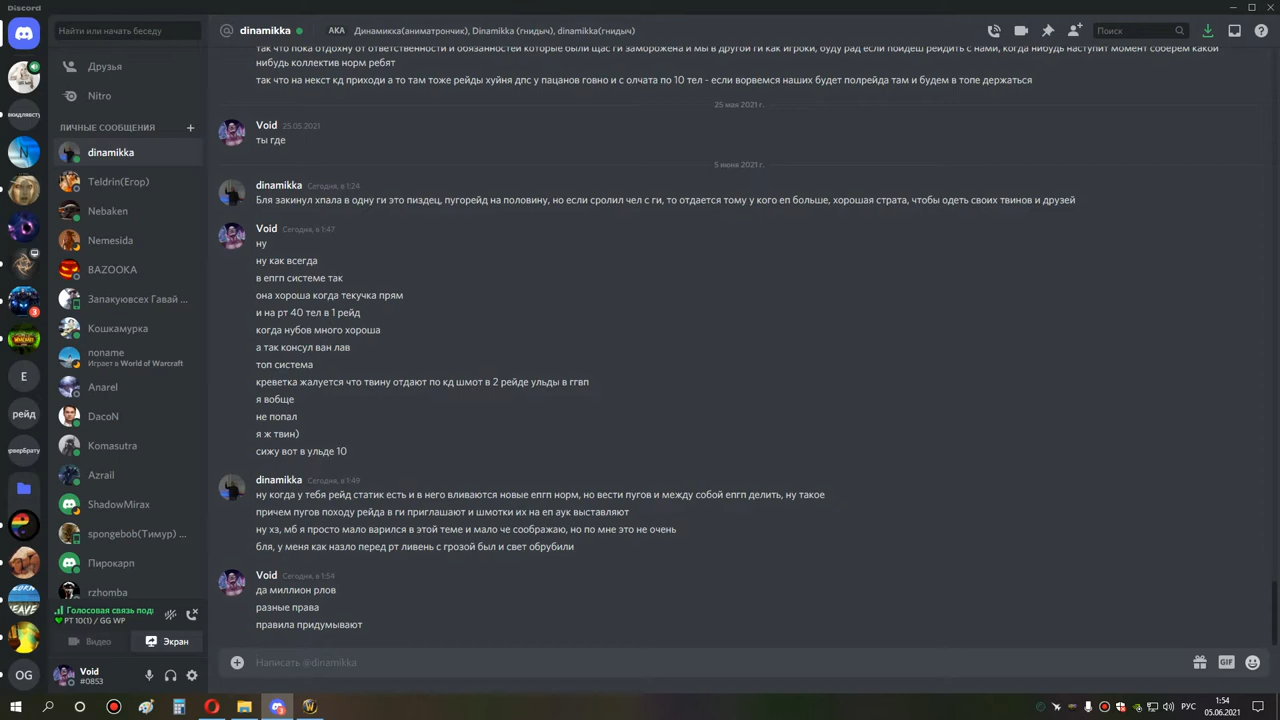 Discord
Найти или начать беседу
Друзья
Nitro
ЛИЧНЫЕ СООБЩЕНИЯ
dinamikka
Teldrin(Егор)
Nebaken
Nemesida
BAZOOKA
Запакуювсех Гавай ...
Кошкамурка
noname
Играет в World of Warcraft
Anarel
DacoN
Komasutra
Azrail
ShadowMirax
spongebob(Тимур) ...
Пирокарп
rzhomba
3
E
рейд
OG
Голосовая связь под
РТ 10(1) / GG WP
Видео
Экран
Void
#0853
dinamikka
AKA
Динамикка(аниматрончик), Dinamikka (гнидыч), dinamikka(гнидыч)
Поиск
так что пока отдохну от ответствености и обязанностей которые были щас ги заморожена и мы в другой ги как игроки, буду рад если пойдеш рейдить с нами, когда нибудь наступит момент соберем какой
нибудь коллектив норм ребят
так что на некст кд приходи а то там тоже рейды хуйня дпс у пацанов говно и с олчата по 10 тел - если ворвемся наших будет полрейда там и будем в топе держаться
25 мая 2021 г.
Void 25.05.2021
ты где
5 июня 2021 г.
dinamikka Сегодня, в 1:24
Бля закинул хпала в одну ги это пиздец, пугорейд на половину, но если сролил чел с ги, то отдается тому у кого еп больше, хорошая страта, чтобы одеть своих твинов и друзей
Void Сегодня, в 1:47
ну
ну как всегда
в епгп системе так
она хороша когда текучка прям
и на рт 40 тел в 1 рейд
когда нубов много хороша
а так консул ван лав
топ система
креветка жалуется что твину отдают по кд шмот в 2 рейде ульды в ггвп
я вобще
не попал
я ж твин)
сижу вот в ульде 10
dinamikka Сегодня, в 1:49
ну когда у тебя рейд статик есть и в него вливаются новые епгп норм, но вести пугов и между собой епгп делить, ну такое
причем пугов походу рейда в ги приглашают и шмотки их на еп аук выставляют
ну хз, мб я просто мало варился в этой теме и мало че соображаю, но по мне это не очень
бля, у меня как назло перед рт ливень с грозой был и свет обрубили
Void Сегодня, в 1:54
да миллион рлов
разные права
правила придумывают
Написать @dinamikka
GIF
РУС
1:54
05.06.2021